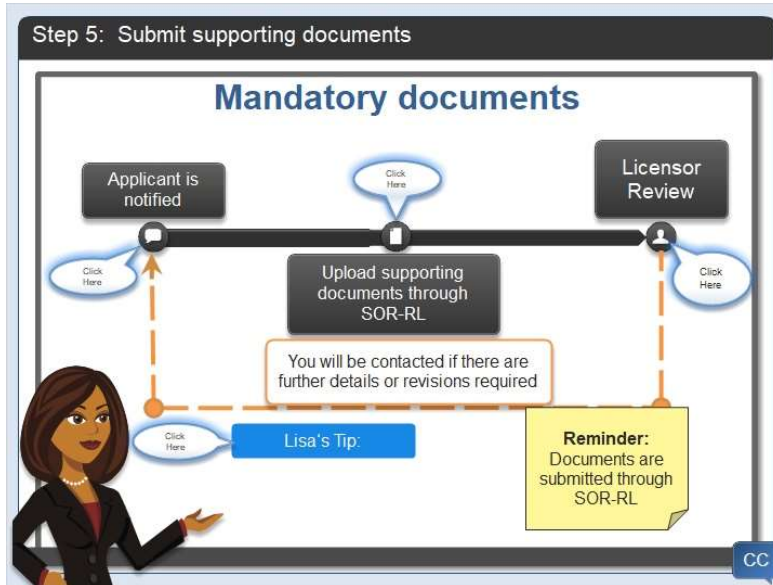 Step 5: Submit supporting documents
Mandatory documents
Applicant is
notified
Click
Here
Licensor
Review
Click
Here
Upload supporting
documents through
SOR-RL
Click
Here
You will be contacted if there are
further details or revisions required
Click
Here
Lisa's Tip:
Reminder:
Documents are
submitted through
SOR-RL
CC